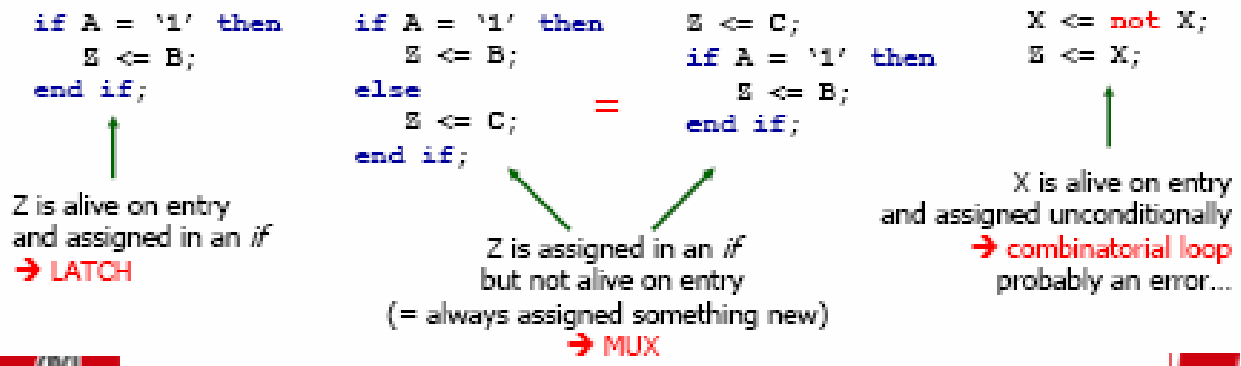 if A = ‘1’ then
Z <= B;
end if;
Z is alive on entry
and assigned in an if
➔ LATCH
if A = ‘1’ then
Z <= B;
else
Z <= C;
end if;
=
Z <= C;
if A = ‘1’ then
Z <= B;
end if;
Z is assigned in an if
but not alive on entry
(= always assigned something new)
➔ MUX
X <= not X;
Z <= X;
X is alive on entry
and assigned unconditionally
➔ combinatorial loop
probably an error...